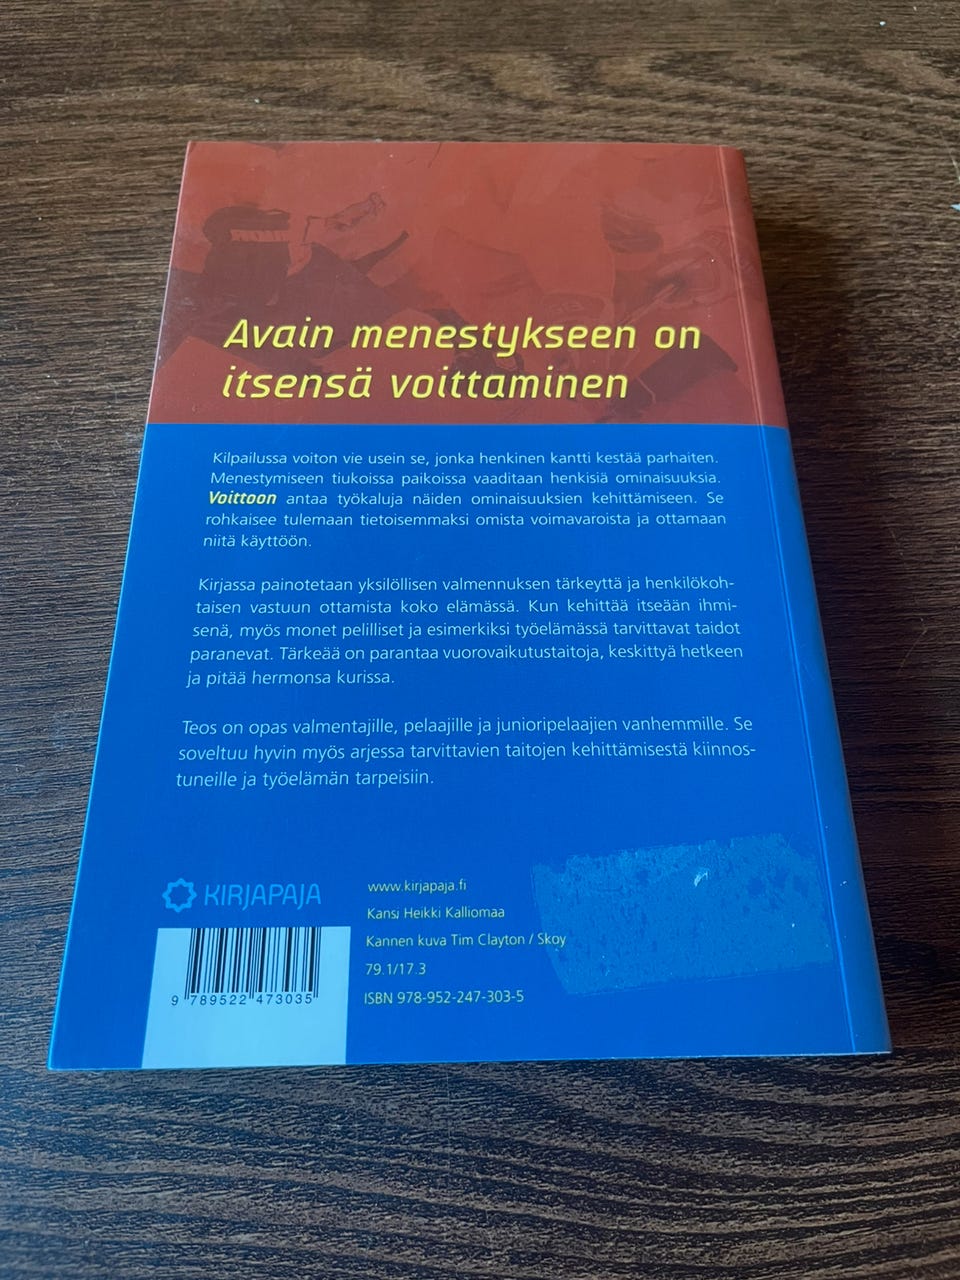 Avain menestykseen on
itsensä voittaminen
Kilpailussa voiton vie usein se, jonka henkinen kantti kestää parhaiten.
Menestymiseen tiukoissa paikoissa vaaditaan henkisiä ominaisuuksia.
Voittoon antaa työkaluja näiden ominaisuuksien kehittämiseen. Se
rohkaisee tulemaan tietoisemmaksi omista voimavaroista ja ottamaan
niitä käyttöön.
Kirjassa painotetaan yksilöllisen valmennuksen tärkeyttä ja henkilökoh-
taisen vastuun ottamista koko elämässä. Kun kehittää itseään ihmi-
senä, myös monet pelilliset ja esimerkiksi työelämässä tarvittavat taidot
paranevat. Tärkeää on parantaa vuorovaikutustaitoja, keskittyä hetkeen
ja pitää hermonsa kurissa.
Teos on opas valmentajille, pelaajille ja junioripelaajien vanhemmille. Se
soveltuu hyvin myös arjessa tarvittavien taitojen kehittämisestä kiinnos-
tuneille ja työelämän tarpeisiin.
KIRJAPAJA
www.kirjapaja.fi
Kansi Heikki Kalliomaa
Kannen kuva Tim Clayton / Skoy
79.1/17.3
ISBN 978-952-247-303-5
9 789522 473035